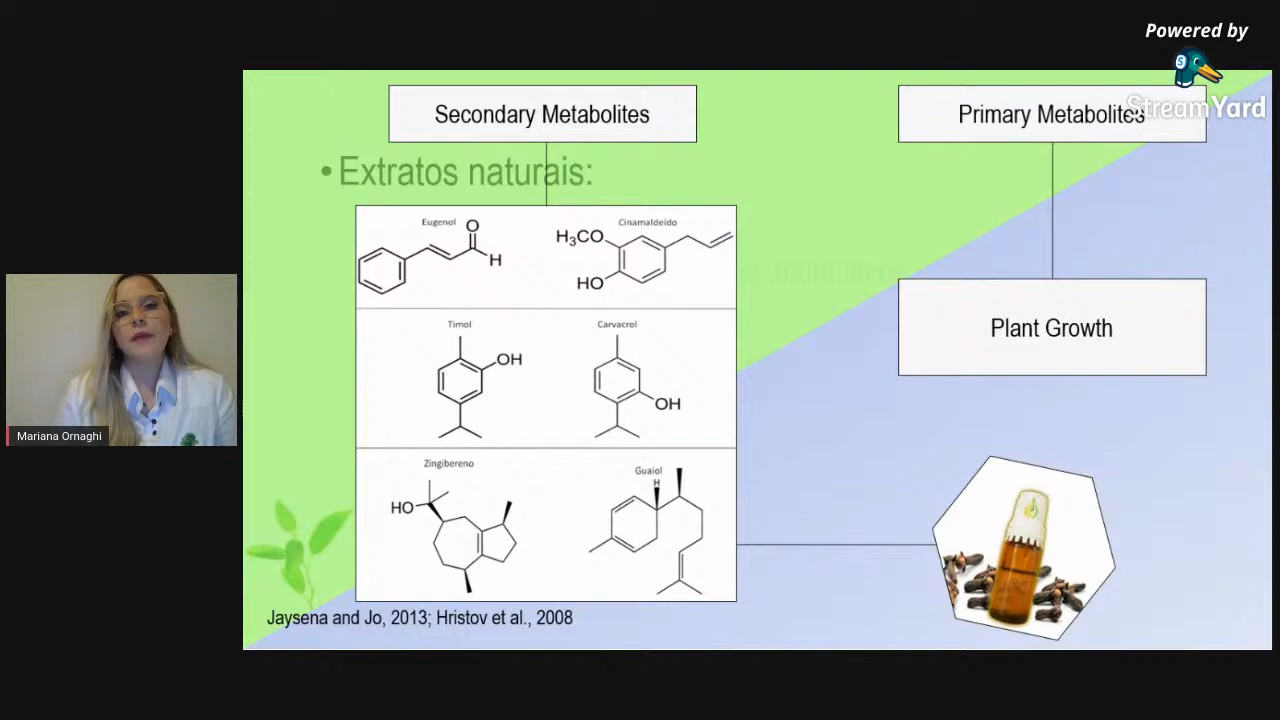 Powered by
StreamYard
Secondary Metabolites
Primary Metabolites
• Extratos naturais:
Eugenol
O
H
Cinamaldeído
H₃CO
HO
Timol
OH
Carvacrol
OH
Plant Growth
Zingibereno
HO
Guaiol
H
Mariana Ornaghi
Jaysena and Jo, 2013; Hristov et al., 2008